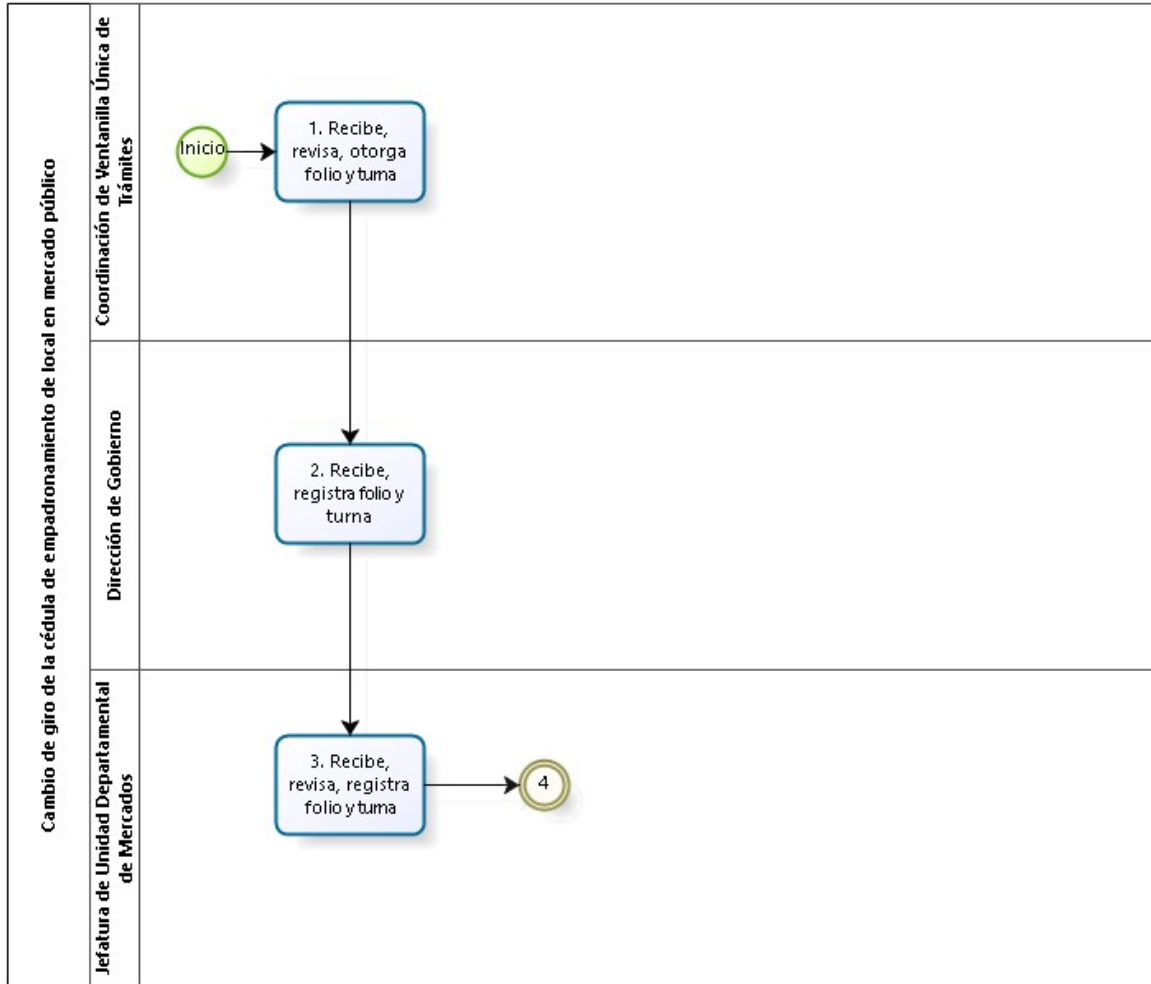 Cambio de giro de la cédula de empadronamiento de local en mercado público
Coordinación de Ventanilla Única de
Trámites
Inicio
1. Recibe,
revisa, otorga
folio y turna
Dirección de Gobierno
2. Recibe,
registra folio y
turna
Jefatura de Unidad Departamental
de Mercados
3. Recibe,
revisa, registra
folio y turna
4